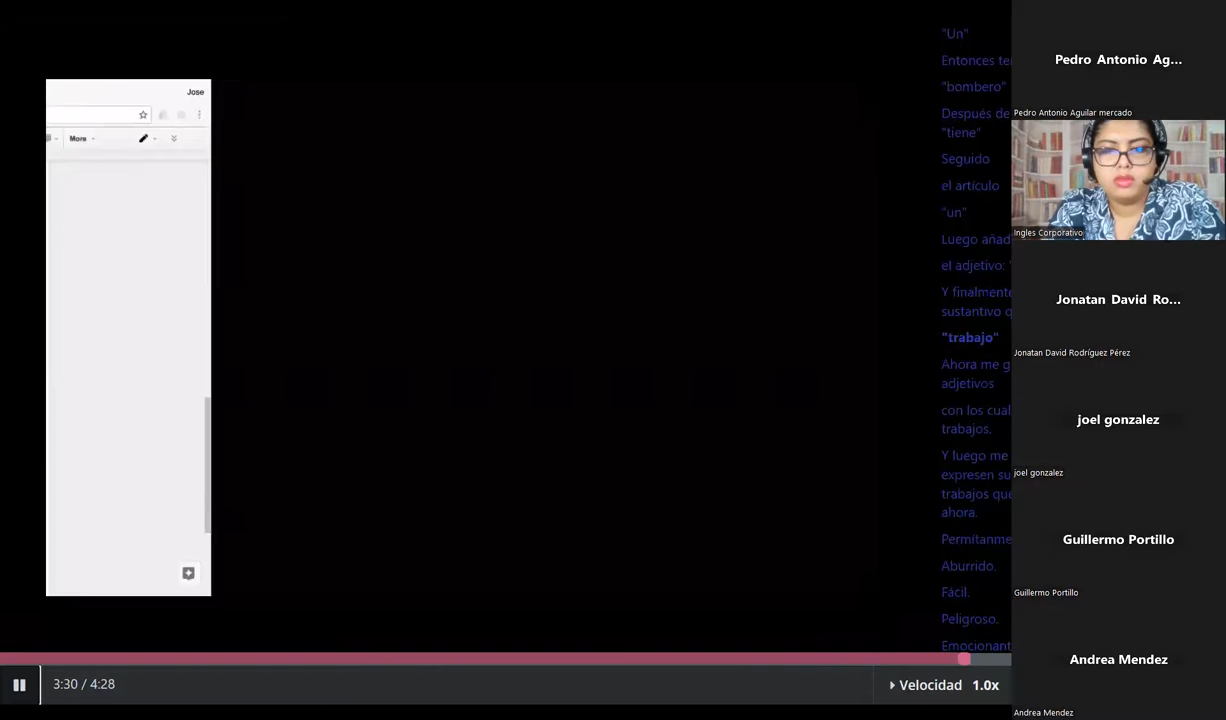 Jose
More
"Un"
Entonces te
"bombero"
Después de
"tiene"
Seguido
el artículo
"un"
Luego añad
el adjetivo: "
Y finalmente
sustantivo q
"trabajo"
Ahora me g
adjetivos
con los cual
trabajos.
Y luego me
expresen su
trabajos que
ahora.
Permítanme
Aburrido.
Fácil.
Peligroso.
Emocionant
3:30 / 4:28
Velocidad 1.0x
Pedro Antonio Ag...
Pedro Antonio Aguilar mercado
Ingles Corporativo
Jonatan David Ro...
Jonatan David Rodríguez Pérez
joel gonzalez
joel gonzalez
Guillermo Portillo
Guillermo Portillo
Andrea Mendez
Andrea Mendez